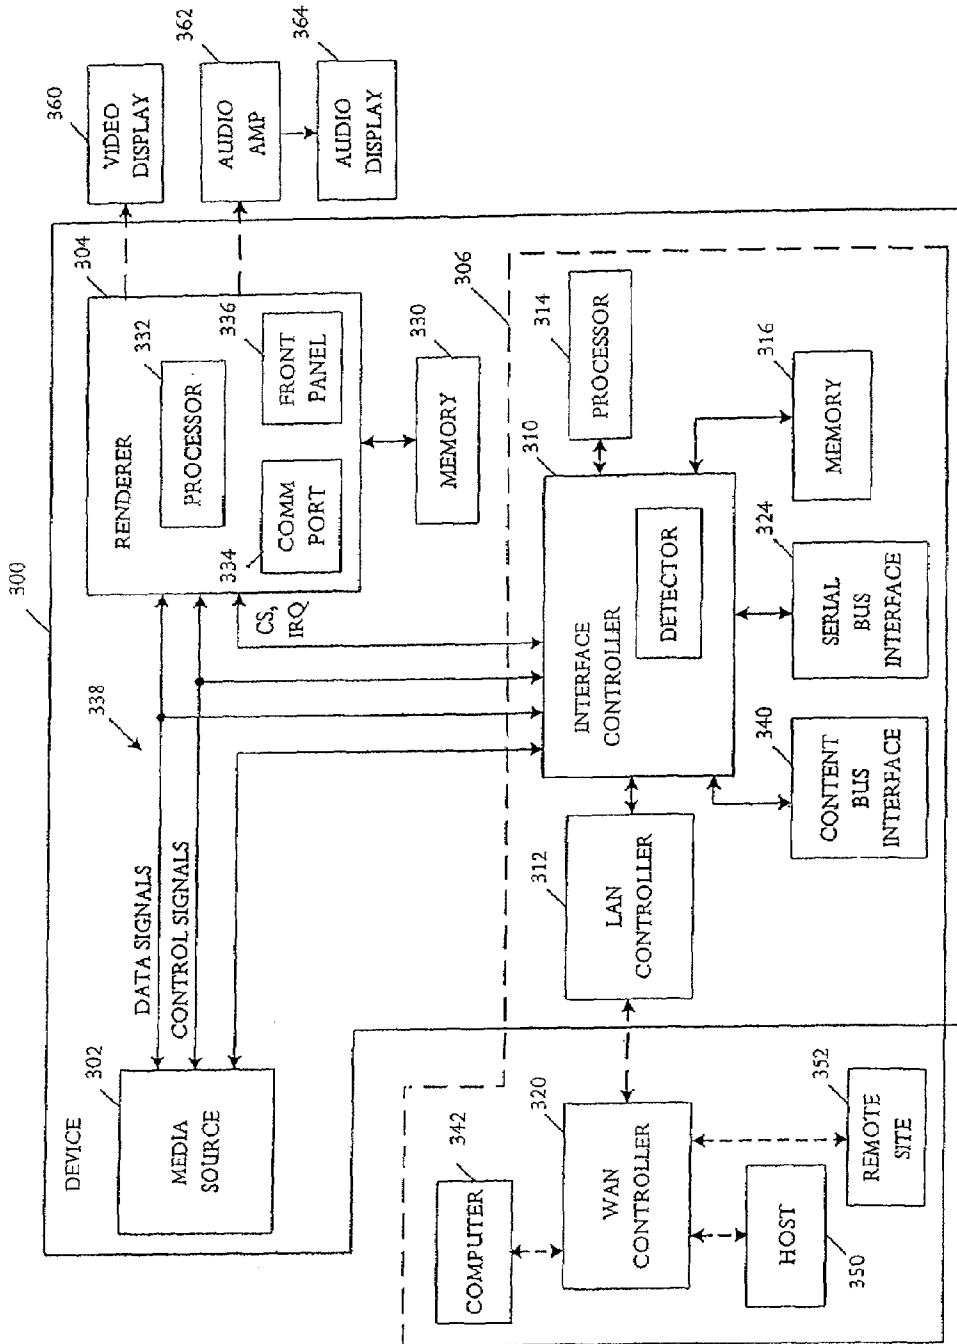 300
DEVICE
302
MEDIA
SOURCE
DATA SIGNALS
CONTROL SIGNALS
338
304
RENDERER
332
PROCESSOR
334
COMM
PORT
336
FRONT
PANEL
CS,
IRQ
330
MEMORY
360
VIDEO
DISPLAY
362
AUDIO
AMP
364
AUDIO
DISPLAY
306
310
INTERFACE
CONTROLLER
DETECTOR
314
PROCESSOR
316
MEMORY
324
SERIAL
BUS
INTERFACE
340
CONTENT
BUS
INTERFACE
312
LAN
CONTROLLER
342
COMPUTER
320
WAN
CONTROLLER
352
REMOTE
SITE
HOST
350